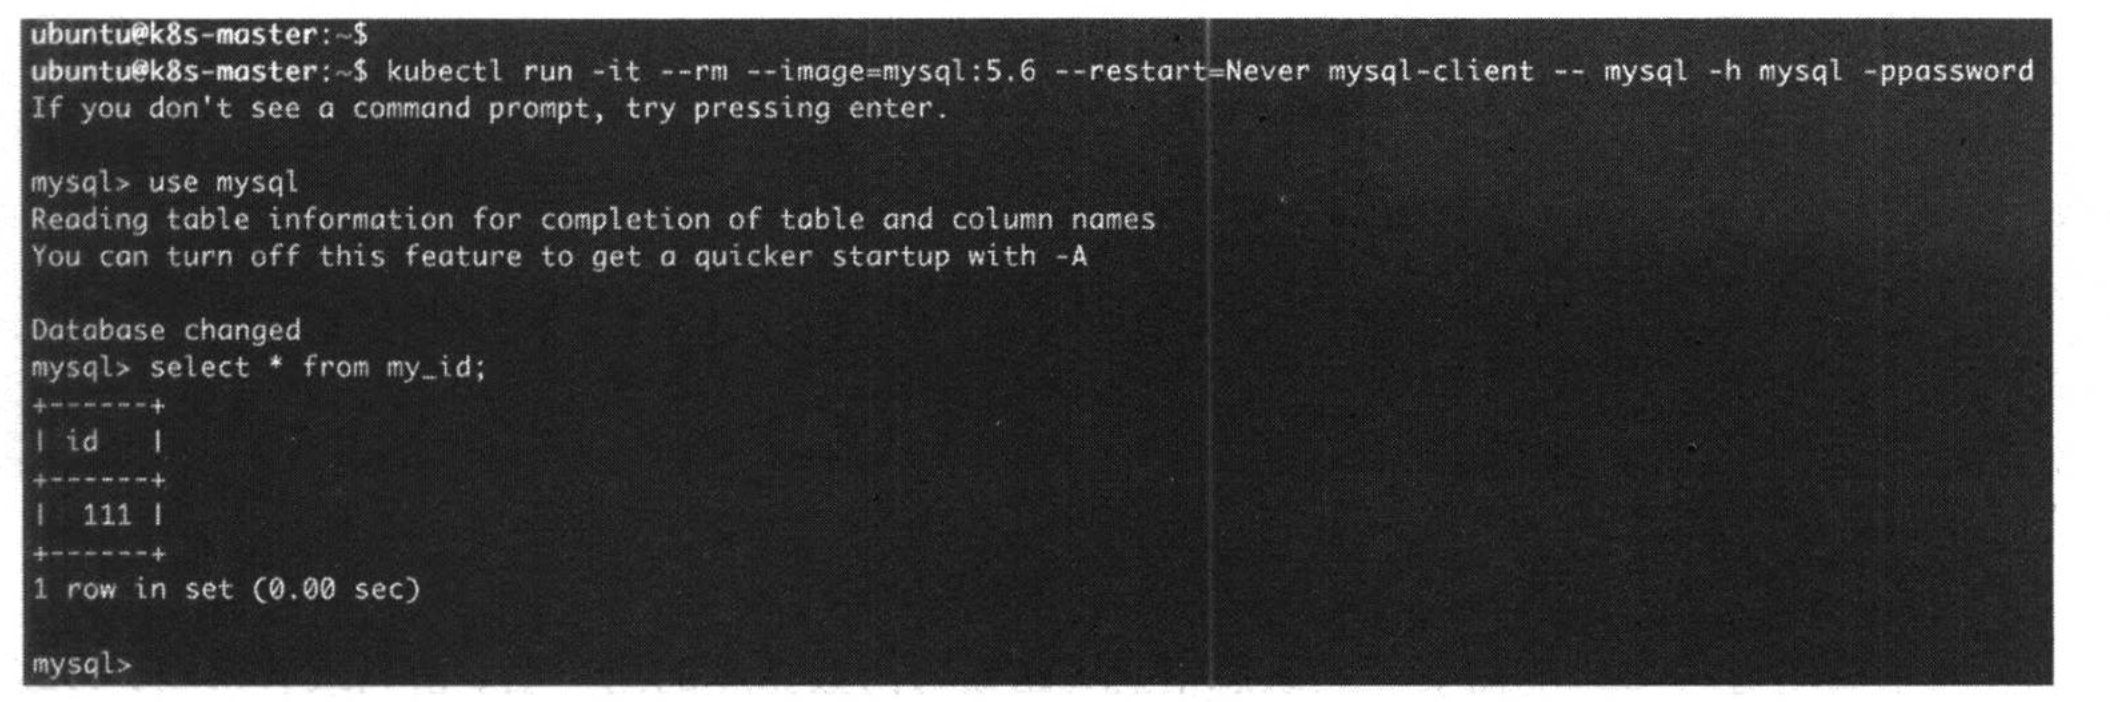 ubuntu@k8s-master:~$
ubuntu@k8s-master:~$ kubectl run -it --rm --image=mysql:5.6 --restart=Never mysql-client -- mysql -h mysql -ppassword
If you don't see a command prompt, try pressing enter.

mysql> use mysql
Reading table information for completion of table and column names
You can turn off this feature to get a quicker startup with -A

Database changed
mysql> select * from my_id;
+------+
| id   |
+------+
|  111 |
+------+
1 row in set (0.00 sec)

mysql>